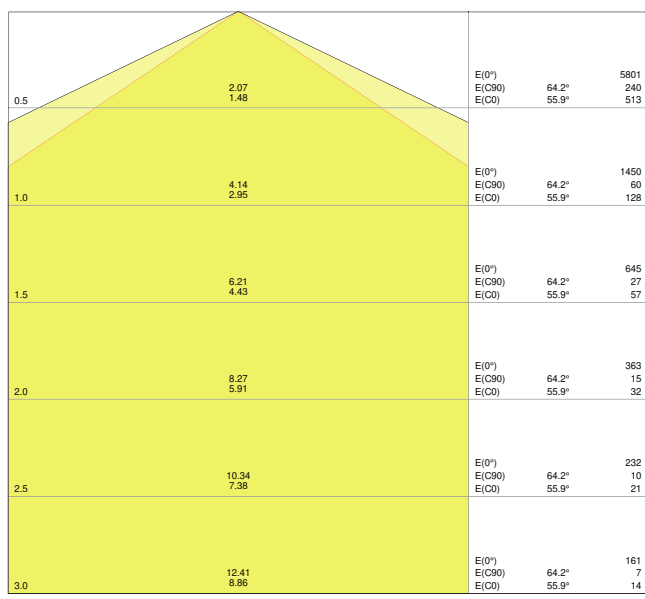 E(0°) 5801
2.07 E(C90) 64.2° 240
0.5 1.48 E(C0) 55.9° 513
E(0°) 1450
4.14 E(C90) 64.2° 60
1.0 2.95 E(C0) 55.9° 128
E(0°) 645
6.21 E(C90) 64.2° 27
1.5 4.43 E(C0) 55.9° 57
E(0°) 363
8.27 E(C90) 64.2° 15
2.0 5.91 E(C0) 55.9° 32
E(0°) 232
10.34 E(C90) 64.2° 10
2.5 7.38 E(C0) 55.9° 21
E(0°) 161
12.41 E(C90) 64.2° 7
3.0 8.86 E(C0) 55.9° 14